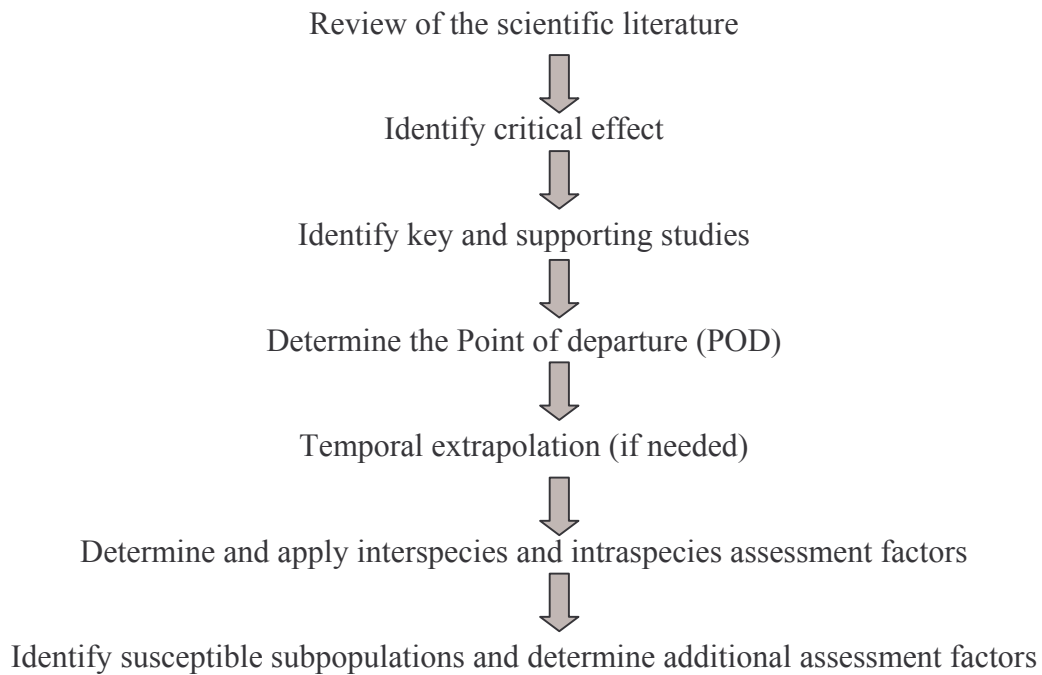 Review of the scientific literature
Identify critical effect
Identify key and supporting studies
Determine the Point of departure (POD)
Temporal extrapolation (if needed)
Determine and apply interspecies and intraspecies assessment factors
Identify susceptible subpopulations and determine additional assessment factors